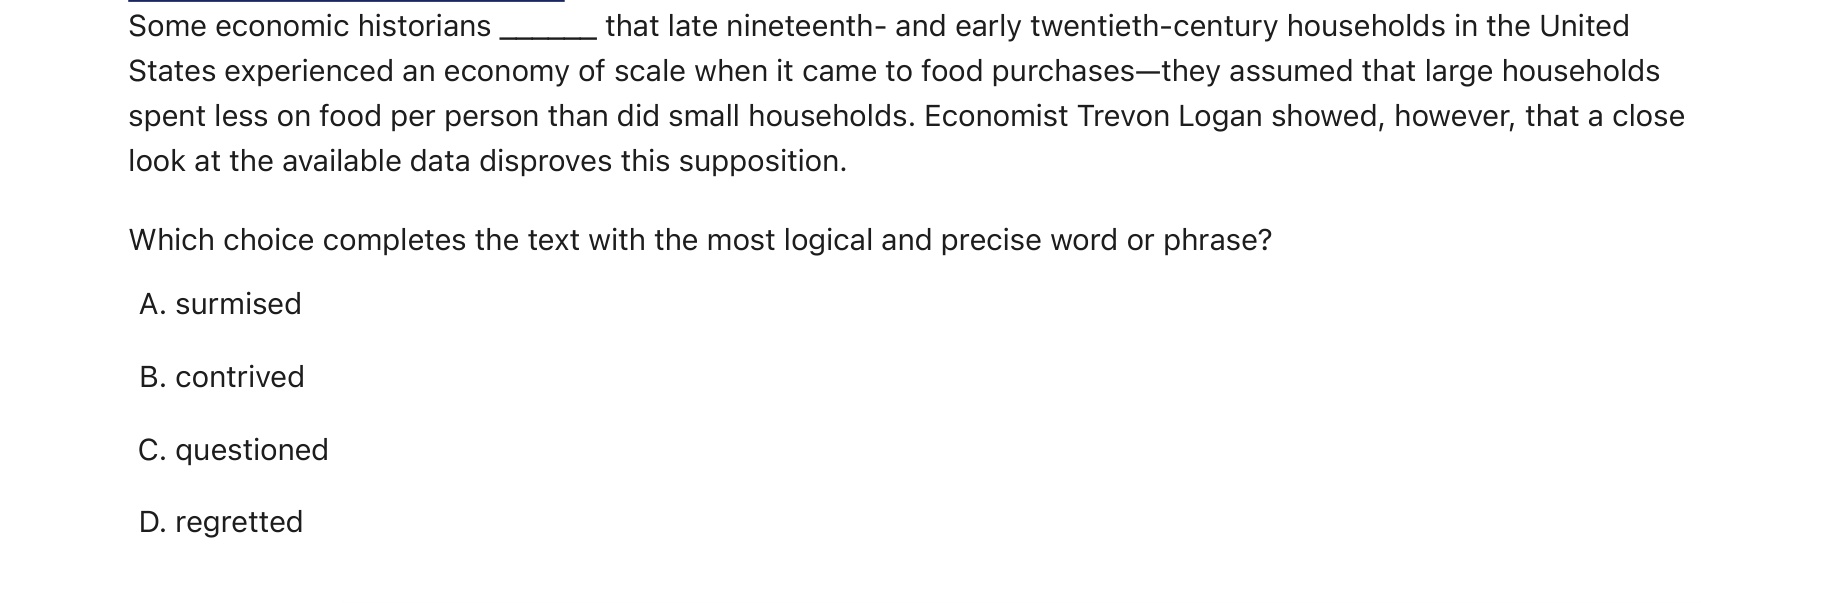 Some economic historians ______ that late nineteenth- and early twentieth-century households in the United
States experienced an economy of scale when it came to food purchases—they assumed that large households
spent less on food per person than did small households. Economist Trevon Logan showed, however, that a close
look at the available data disproves this supposition.
Which choice completes the text with the most logical and precise word or phrase?
A. surmised
B. contrived
C. questioned
D. regretted